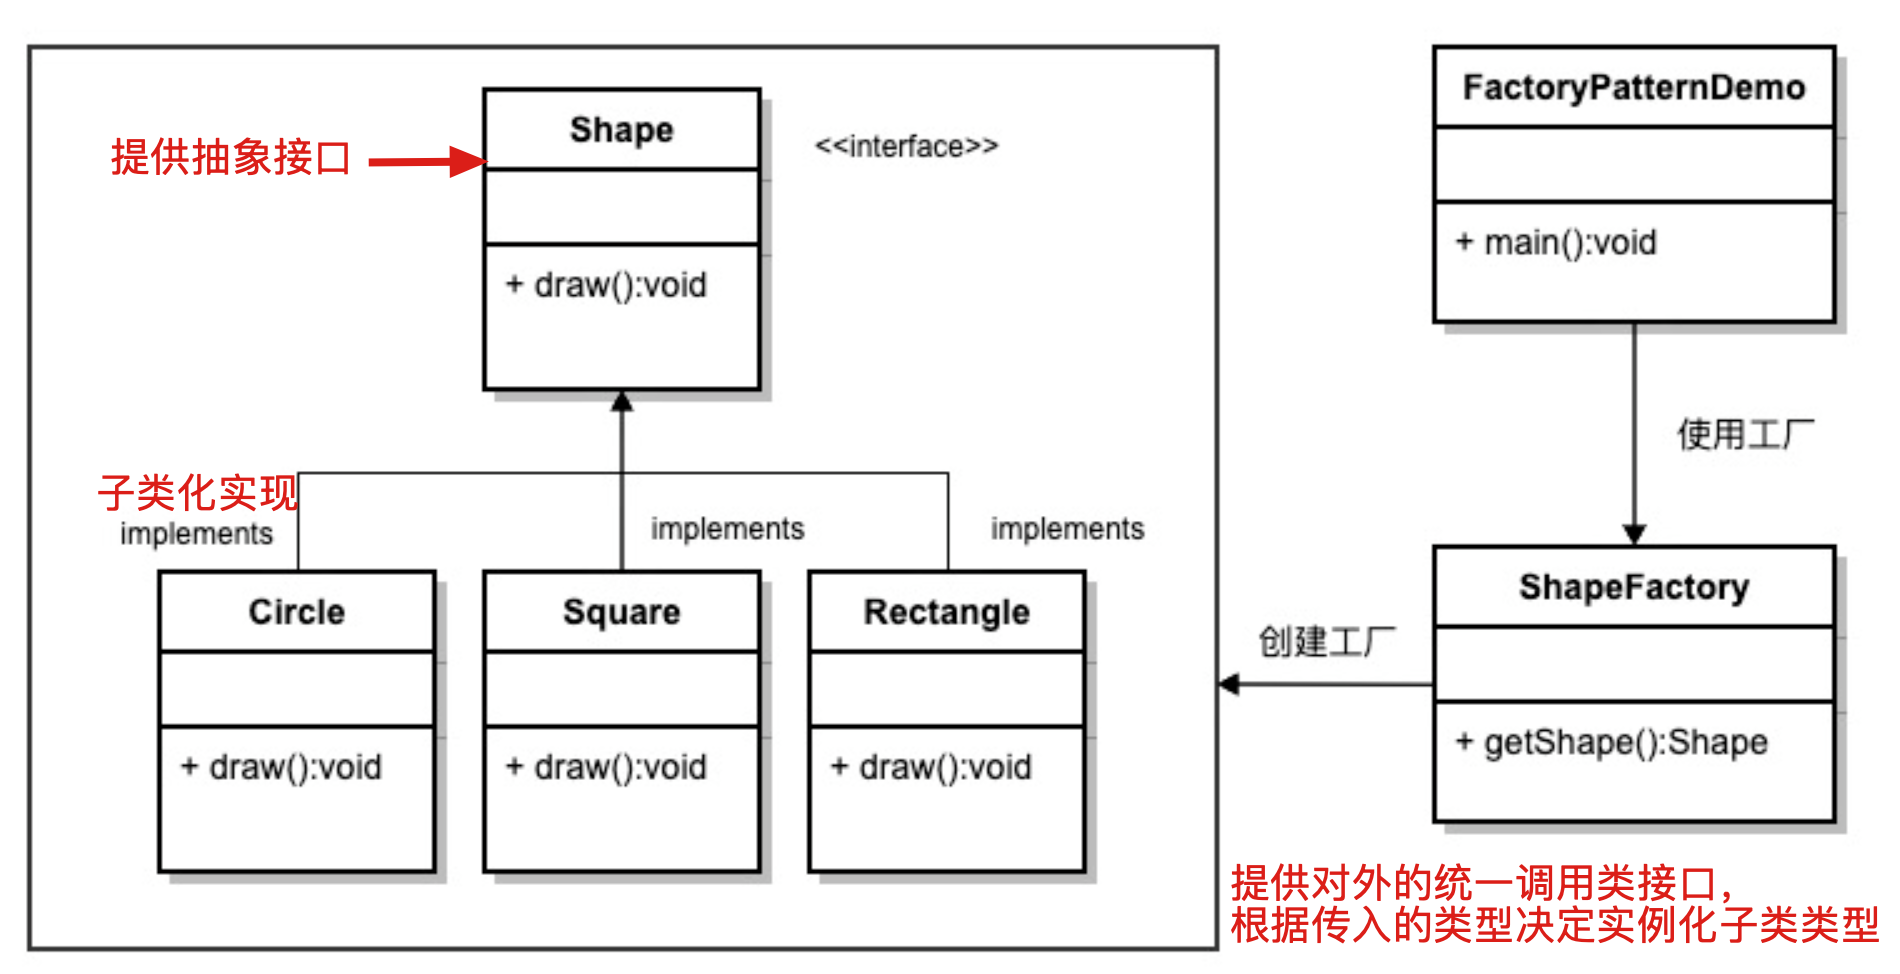 Shape
<<interface>>
提供抽象接口
+ draw():void
子类化实现
implements
implements
implements
Circle
+ draw():void
Square
+ draw():void
Rectangle
+ draw():void
FactoryPatternDemo
+ main():void
使用工厂
ShapeFactory
创建工厂
+ getShape():Shape
提供对外的统一调用类接口，
根据传入的类型决定实例化子类类型